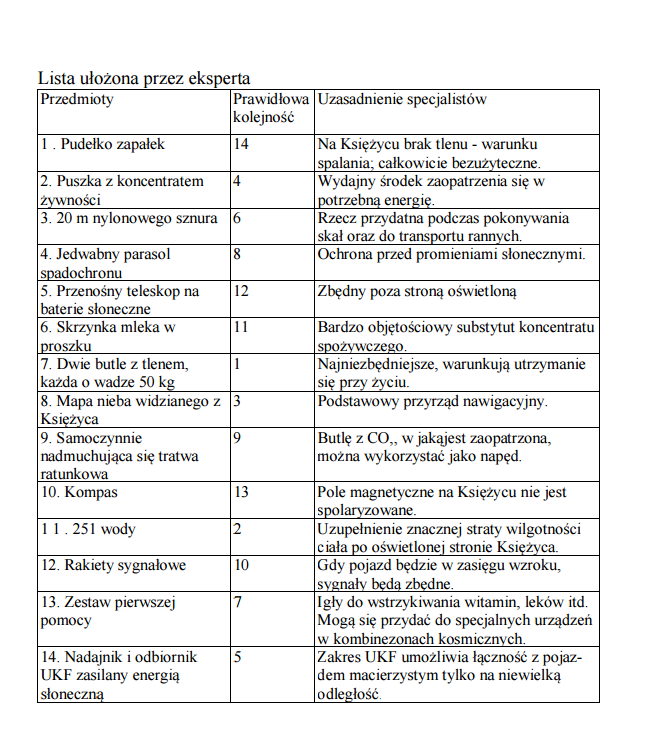 Lista ułożona przez eksperta
Przedmioty Prawidłowa Uzasadnienie specjalistów
kolejność
1 . Pudełko zapałek 14 Na Księżycu brak tlenu - warunku
spalania; całkowicie bezużyteczne.
2. Puszka z koncentratem 4 Wydajny środek zaopatrzenia się w
żywności potrzebną energię.
3. 20 m nylonowego sznura 6 Rzecz przydatna podczas pokonywania
skał oraz do transportu rannych.
4. Jedwabny parasol 8 Ochrona przed promieniami słonecznymi.
spadochronu
5. Przenośny teleskop na 12 Zbędny poza stroną oświetloną
baterie słoneczne
6. Skrzynka mleka w 11 Bardzo objętościowy substytut koncentratu
proszku spożywczego.
7. Dwie butle z tlenem, 1 Najniezbędniejsze, warunkują utrzymanie
każda o wadze 50 kg się przy życiu.
8. Mapa nieba widzianego z 3 Podstawowy przyrząd nawigacyjny.
Księżyca
9. Samoczynnie 9 Butlę z CO,, w jakąjest zaopatrzona,
nadmuchująca się tratwa można wykorzystać jako napęd.
ratunkowa
10. Kompas 13 Pole magnetyczne na Księżycu nie jest
spolaryzowane.
1 1 . 251 wody 2 Uzupełnienie znacznej straty wilgotności
ciała po oświetlonej stronie Księżyca.
12. Rakiety sygnałowe 10 Gdy pojazd będzie w zasięgu wzroku,
sygnały będą zbędne.
13. Zestaw pierwszej 7 Igły do wstrzykiwania witamin, leków itd.
pomocy Mogą się przydać do specjalnych urządzeń
w kombinezonach kosmicznych.
14. Nadajnik i odbiornik 5 Zakres UKF umożliwia łączność z pojaz-
UKF zasilany energią dem macierzystym tylko na niewielką
słoneczną odległość.